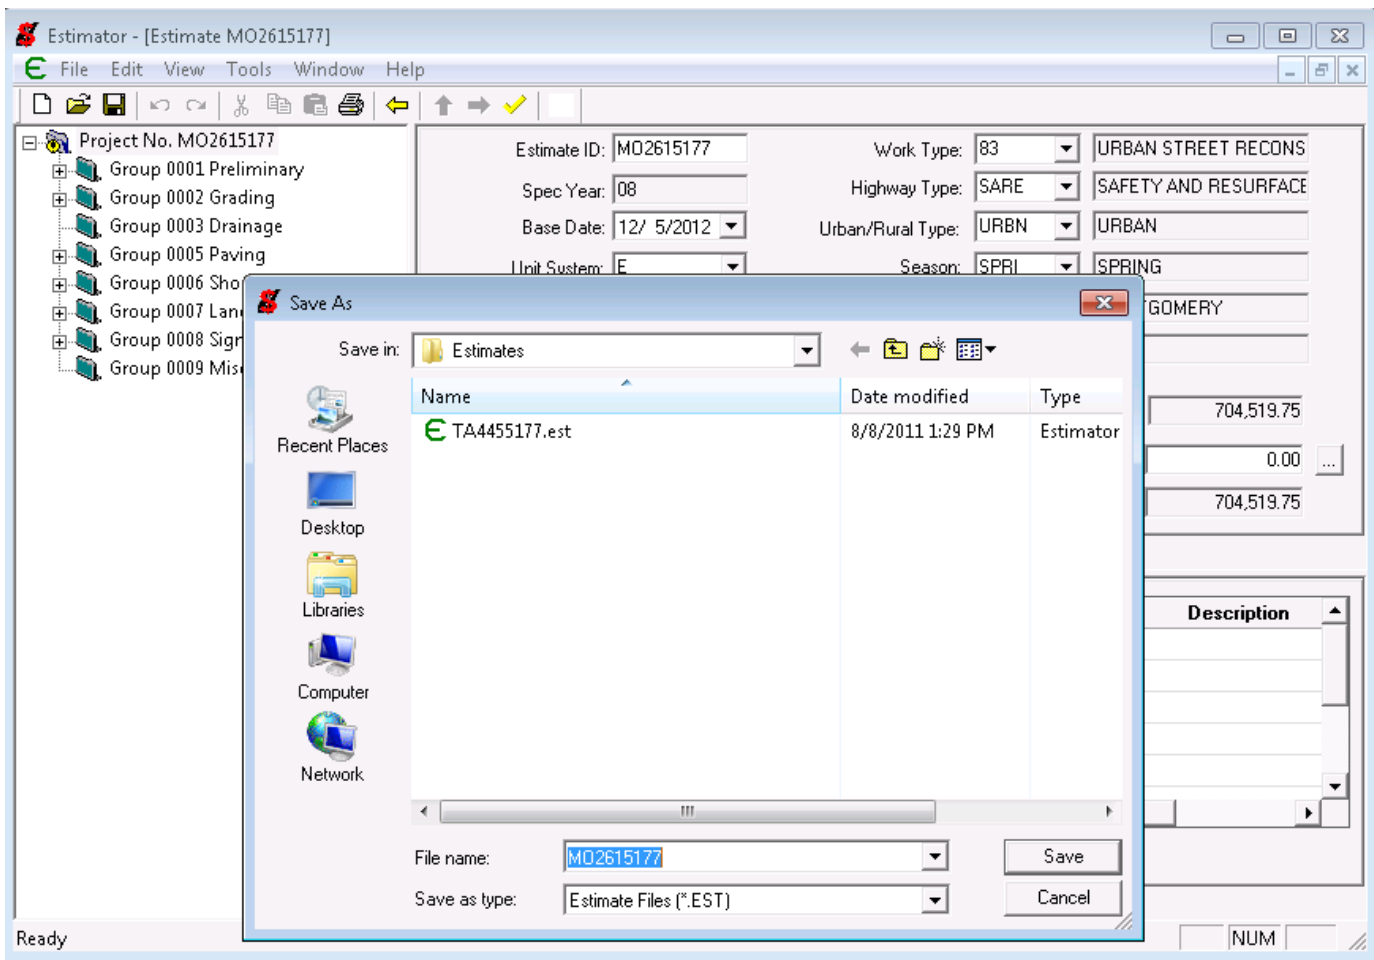 Estimator - [Estimate MO2615177]
File Edit View Tools Window Help
Project No. MO2615177
Group 0001 Preliminary
Group 0002 Grading
Group 0003 Drainage
Group 0005 Paving
Group 0006 Sho
Group 0007 Lan
Group 0008 Sign
Group 0009 Mis
Estimate ID: MO2615177 Work Type: 83 URBAN STREET RECONS
Spec Year: 08 Highway Type: SARE SAFETY AND RESURFACE
Base Date: 12/ 5/2012 Urban/Rural Type: URBN URBAN
Unit System: E Season: SPRI SPRING
GOMERY
704,519.75
0.00 ...
704,519.75
Description
Save As
Save in: Estimates
Name Date modified Type
TA4455177.est 8/8/2011 1:29 PM Estimator
Recent Places
Desktop
Libraries
Computer
Network
File name: MO2615177 Save
Save as type: Estimate Files (*.EST) Cancel
Ready NUM